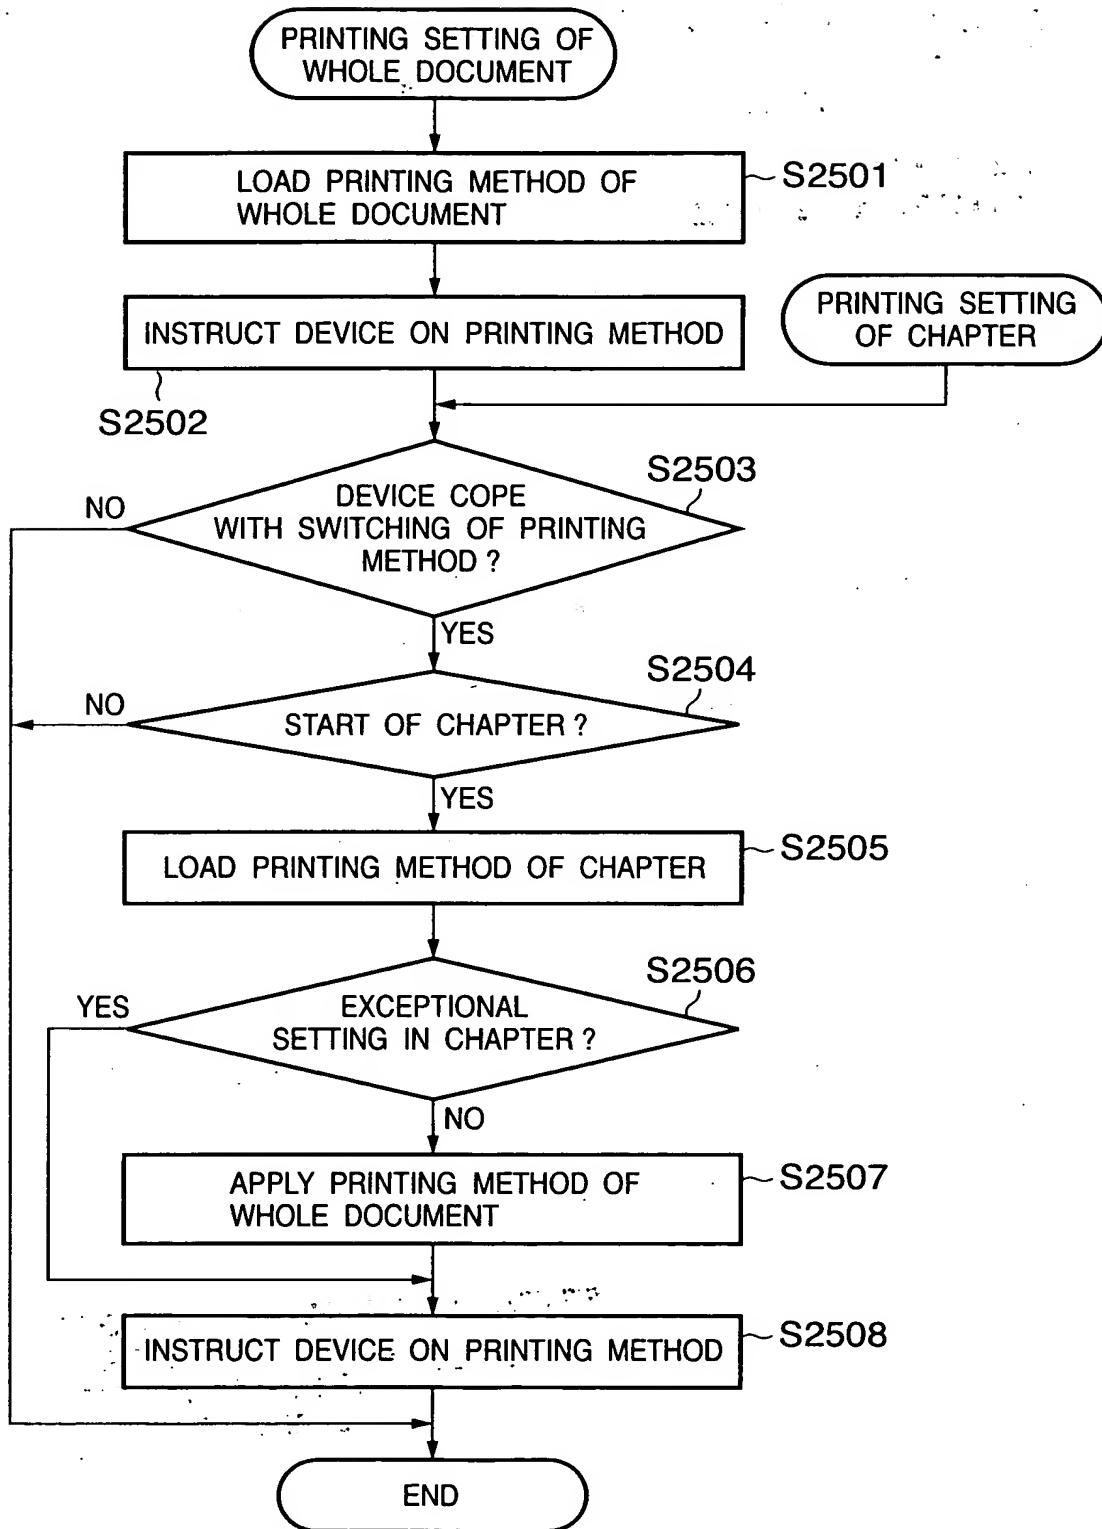 PRINTING SETTING OF
WHOLE DOCUMENT
LOAD PRINTING METHOD OF
WHOLE DOCUMENT
S2501
INSTRUCT DEVICE ON PRINTING METHOD
S2502
PRINTING SETTING
OF CHAPTER
S2503
DEVICE COPE
WITH SWITCHING OF PRINTING
METHOD ?
NO
YES
S2504
START OF CHAPTER ?
NO
YES
LOAD PRINTING METHOD OF CHAPTER
S2505
S2506
EXCEPTIONAL
SETTING IN CHAPTER ?
YES
NO
APPLY PRINTING METHOD OF
WHOLE DOCUMENT
S2507
INSTRUCT DEVICE ON PRINTING METHOD
S2508
END